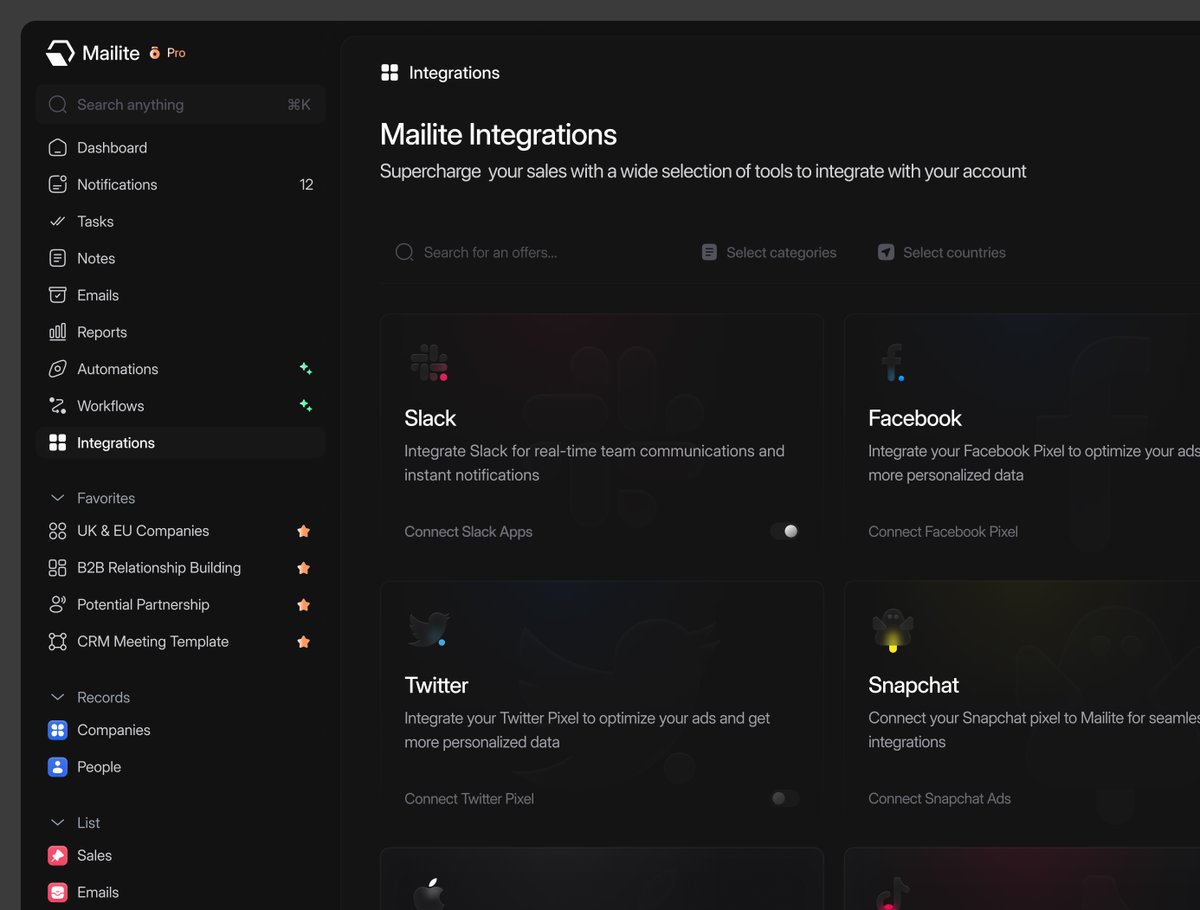 Mailite Pro
Search anything ⌘K
Dashboard
Notifications 12
Tasks
Notes
Emails
Reports
Automations
Workflows
Integrations
Favorites
UK & EU Companies
B2B Relationship Building
Potential Partnership
CRM Meeting Template
Records
Companies
People
List
Sales
Emails
Integrations
Mailite Integrations
Supercharge your sales with a wide selection of tools to integrate with your account
Search for an offers...
Select categories
Select countries
Slack
Integrate Slack for real-time team communications and
instant notifications
Connect Slack Apps
Facebook
Integrate your Facebook Pixel to optimize your ads
more personalized data
Connect Facebook Pixel
Twitter
Integrate your Twitter Pixel to optimize your ads and get
more personalized data
Connect Twitter Pixel
Snapchat
Connect your Snapchat pixel to Mailite for
integrations
Connect Snapchat Ads